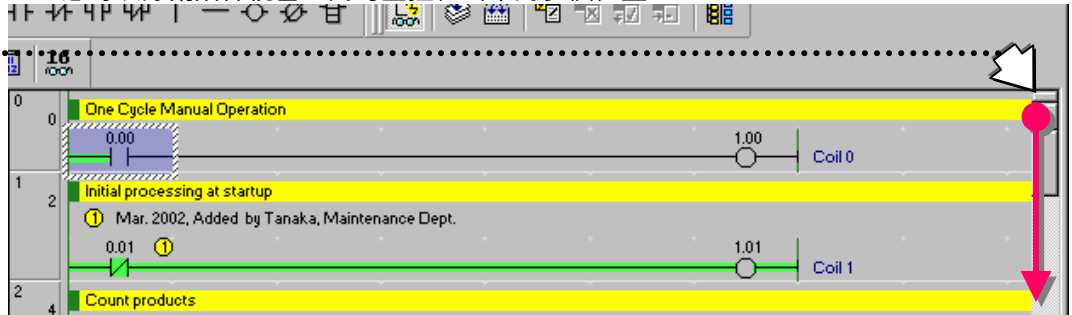 16
0 0 One Cycle Manual Operation
0.00 1.00
Coil 0
1 2 Initial processing at startup
1 Mar. 2002, Added by Tanaka, Maintenance Dept.
0.01 1 1.01
Coil 1
2 4 Count products